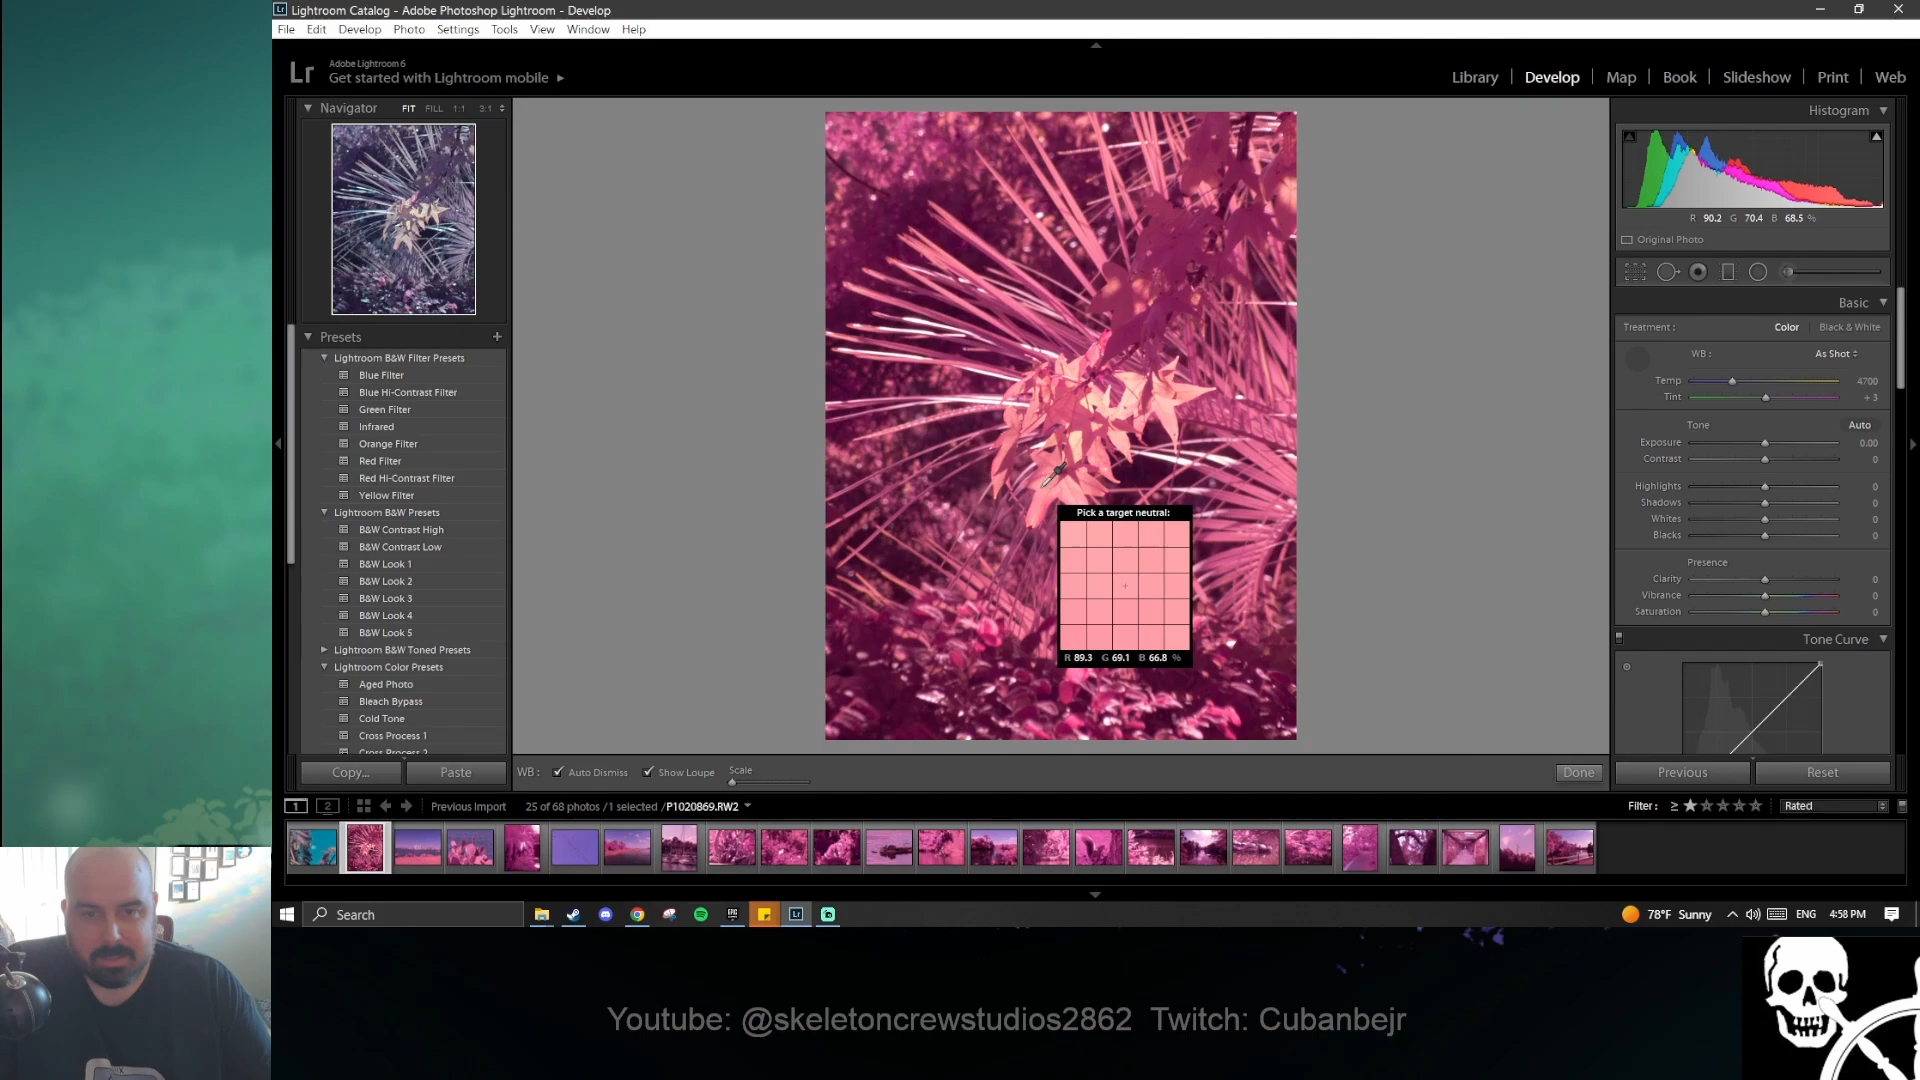 Lightroom Catalog - Adobe Photoshop Lightroom - Develop
File Edit Develop Photo Settings Tools View Window Help
Lr
Adobe Lightroom 6
Get started with Lightroom mobile ▸
Library | Develop | Map | Book | Slideshow | Print | Web
Navigator FIT FILL 1:1 3:1
Presets +
Lightroom B&W Filter Presets
Blue Filter
Blue Hi-Contrast Filter
Green Filter
Infrared
Orange Filter
Red Filter
Red Hi-Contrast Filter
Yellow Filter
Lightroom B&W Presets
B&W Contrast High
B&W Contrast Low
B&W Look 1
B&W Look 2
B&W Look 3
B&W Look 4
B&W Look 5
Lightroom B&W Toned Presets
Lightroom Color Presets
Aged Photo
Bleach Bypass
Cold Tone
Cross Process 1
Cross Process 2
Copy... Paste
Pick a target neutral:
R 89.3 G 69.1 B 66.8 %
WB : Auto Dismiss Show Loupe Scale
Done
Histogram
R 90.2 G 70.4 B 68.5 %
Original Photo
Basic
Treatment : Color Black & White
WB : As Shot
Temp 4700
Tint + 3
Tone Auto
Exposure 0.00
Contrast 0
Highlights 0
Shadows 0
Whites 0
Blacks 0
Presence
Clarity 0
Vibrance 0
Saturation 0
Tone Curve
Previous Reset
1 2 Previous Import 25 of 68 photos /1 selected /P1020869.RW2
Filter : ≥ Rated
Search
EPIC
Lr
78°F Sunny ENG 4:58 PM
Youtube: @skeletoncrewstudios2862 Twitch: Cubanbejr